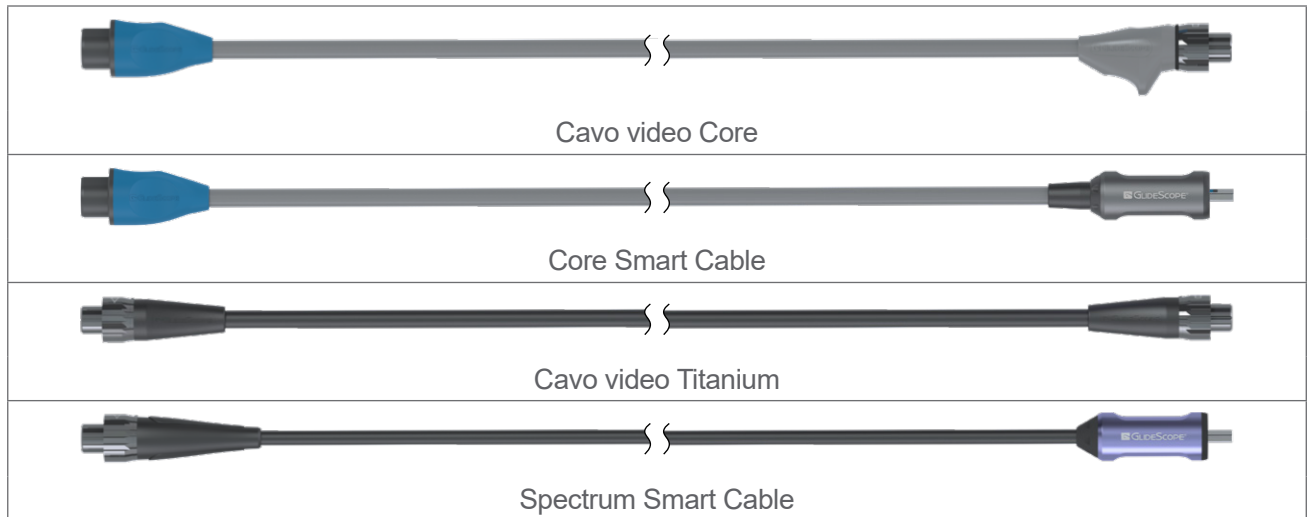 Cavo video Core
GLIDESCOPE
Core Smart Cable
Cavo video Titanium
GLIDESCOPE
Spectrum Smart Cable